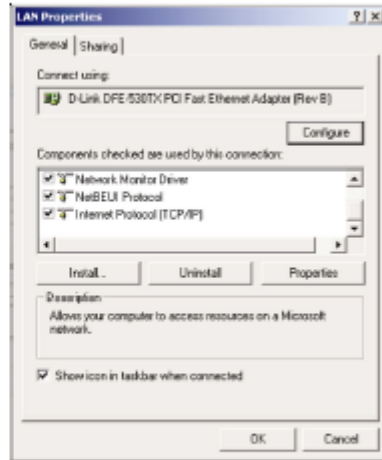 LAN Properties
General Sharing
Connect using:
D-Link DFE-530TX PCI Fast Ethernet Adapter (Rev B)
Configure
Components checked are used by this connection:
Network Monitor Driver
NetBEUI Protocol
Internet Protocol (TCP/IP)
Install... Uninstall Properties
Description
Allows your computer to access resources on a Microsoft
network.
Show icon in taskbar when connected
OK Cancel